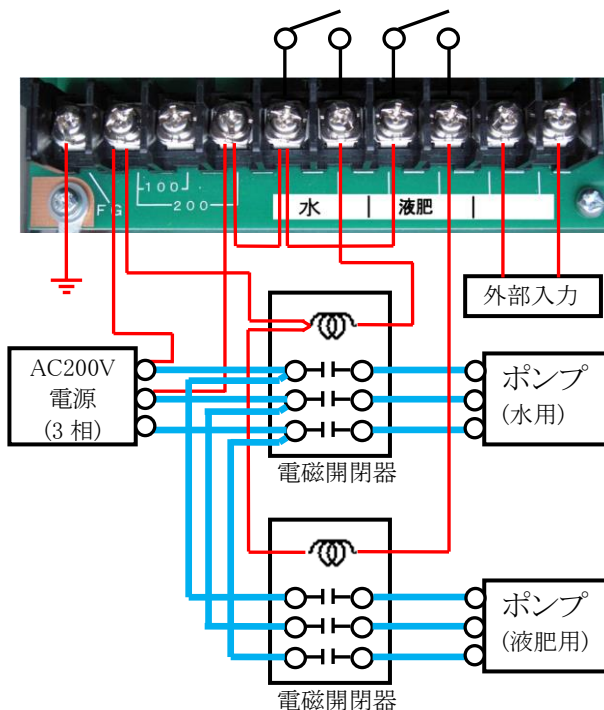 FG
100
200
水
液肥
外部入力
AC200V
電源
(3 相)
ポンプ
(水用)
電磁開閉器
ポンプ
(液肥用)
電磁開閉器